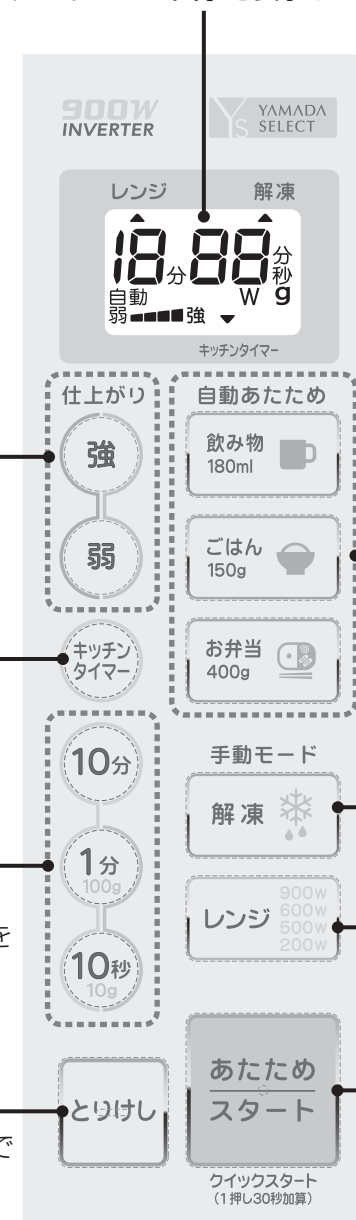 900W
INVERTER
YS YAMADA
SELECT
レンジ 解凍
18分88分
秒
自動 W g
弱 強
キッチンタイマー
仕上がり
強
弱
キッチン
タイマー
10分
1分
100g
10秒
10g
とりけし
自動あたため
飲み物
180ml
ごはん
150g
お弁当
400g
手動モード
解凍
レンジ
900W
600W
500W
200W
あたため
スタート
クイックスタート
(1押し30秒加算)
を
で